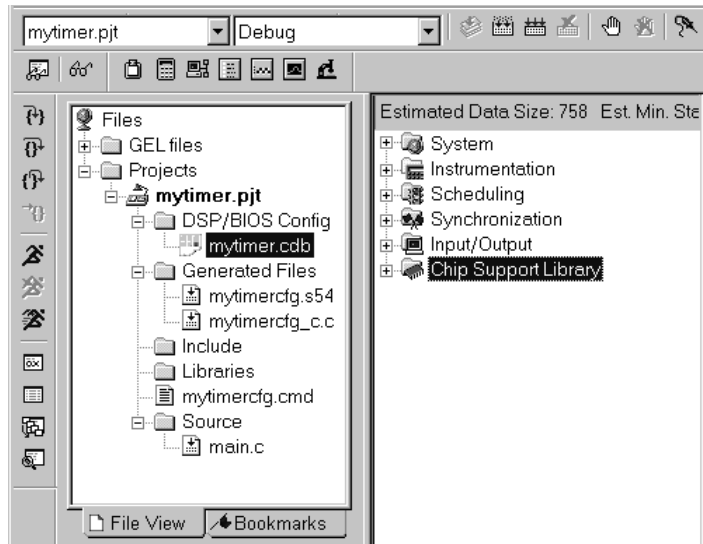 mytimer.pjt
Debug
Files
GEL files
Projects
mytimer.pjt
DSP/BIOS Config
mytimer.cdb
Generated Files
mytimercfg.s54
mytimercfg_c.c
Include
Libraries
mytimercfg.cmd
Source
main.c
File View
Bookmarks
Estimated Data Size: 758 Est. Min. Sta
System
Instrumentation
Scheduling
Synchronization
Input/Output
Chip Support Library